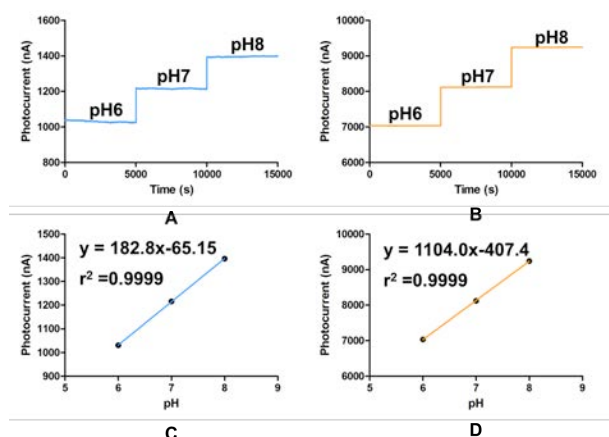 1600
1400
1200
1000
800
Photocurrent (nA)
pH6
pH7
pH8
0 5000 10000 15000
Time (s)
A
10000
9000
8000
7000
6000
Photocurrent (nA)
pH6
pH7
pH8
0 5000 10000 15000
Time (s)
B
1500
1400
1300
1200
1100
1000
900
Photocurrent (nA)
y = 182.8x-65.15
r² =0.9999
5 6 7 8 9
pH
C
10000
9000
8000
7000
6000
Photocurrent (nA)
y = 1104.0x-407.4
r² =0.9999
5 6 7 8 9
pH
D